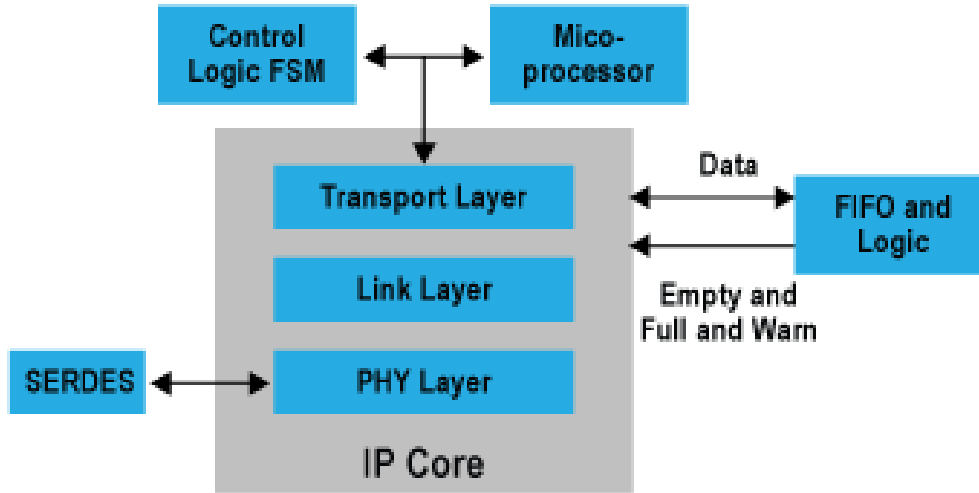 Control
Logic FSM
Mico-
processor
Transport Layer
Data
FIFO and
Logic
Link Layer
Empty and
Full and Warn
SERDES
PHY Layer
IP Core